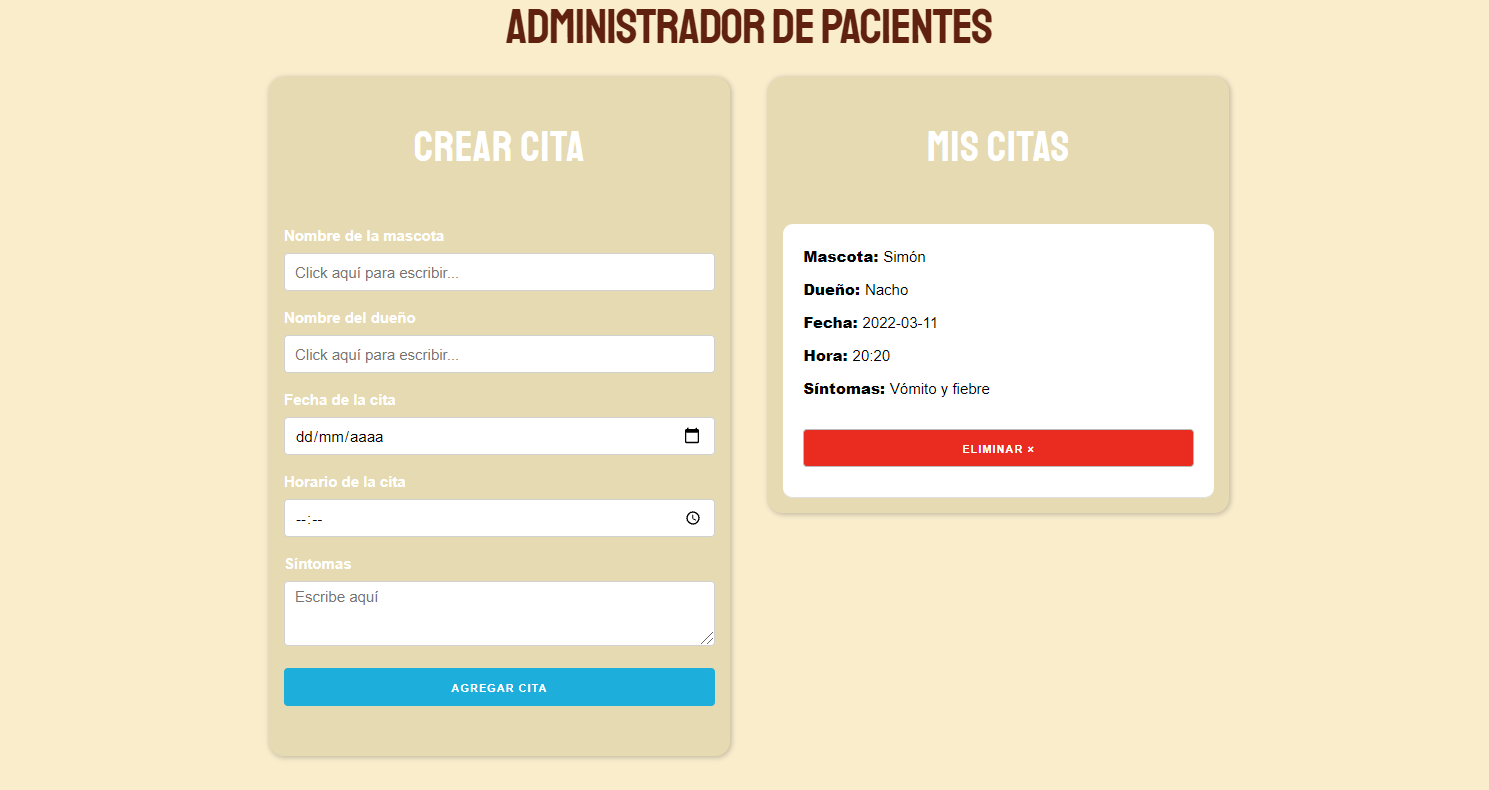 ADMINISTRADOR DE PACIENTES
CREAR CITA
Nombre de la mascota
Click aquí para escribir...
Nombre del dueño
Click aquí para escribir...
Fecha de la cita
dd/mm/aaaa
Horario de la cita
--:--
Síntomas
Escribe aquí
AGREGAR CITA
MIS CITAS
Mascota: Simón
Dueño: Nacho
Fecha: 2022-03-11
Hora: 20:20
Síntomas: Vómito y fiebre
ELIMINAR ×